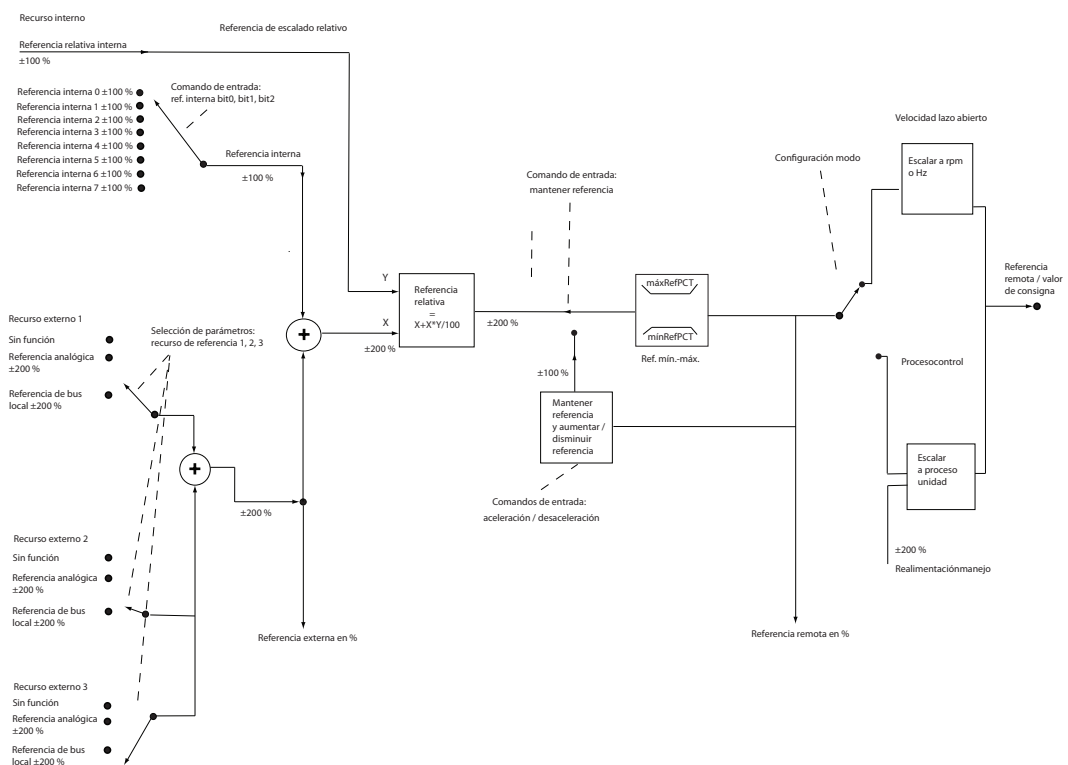 Recurso interno
Referencia de escalado relativo
Referencia relativa interna
±100 %
Referencia interna 0 ±100 %
Referencia interna 1 ±100 %
Referencia interna 2 ±100 %
Referencia interna 3 ±100 %
Referencia interna 4 ±100 %
Referencia interna 5 ±100 %
Referencia interna 6 ±100 %
Referencia interna 7 ±100 %
Comando de entrada:
ref. interna bit0, bit1, bit2
Referencia interna
±100 %
Recurso externo 1
Sin función
Referencia analógica
±200 %
Referencia de bus
local ±200 %
Selección de parámetros:
recurso de referencia 1, 2, 3
+
+
±200 %
Recurso externo 2
Sin función
Referencia analógica
±200 %
Referencia de bus
local ±200 %
Recurso externo 3
Sin función
Referencia analógica
±200 %
Referencia de bus
local ±200 %
Referencia externa en %
Y
X
±200 %
Referencia
relativa
=
X+X*Y/100
±200 %
Comando de entrada:
mantener referencia
máxRefPCT
mínRefPCT
Ref. mín.-máx.
±100 %
Mantener
referencia
y aumentar /
disminuir
referencia
Comandos de entrada:
aceleración / desaceleración
Referencia remota en %
Configuración modo
Velocidad lazo abierto
Escalar a rpm
o Hz
Referencia
remota / valor
de consigna
Procesocontrol
Escalar
a proceso
unidad
±200 %
Realimentaciónmanejo